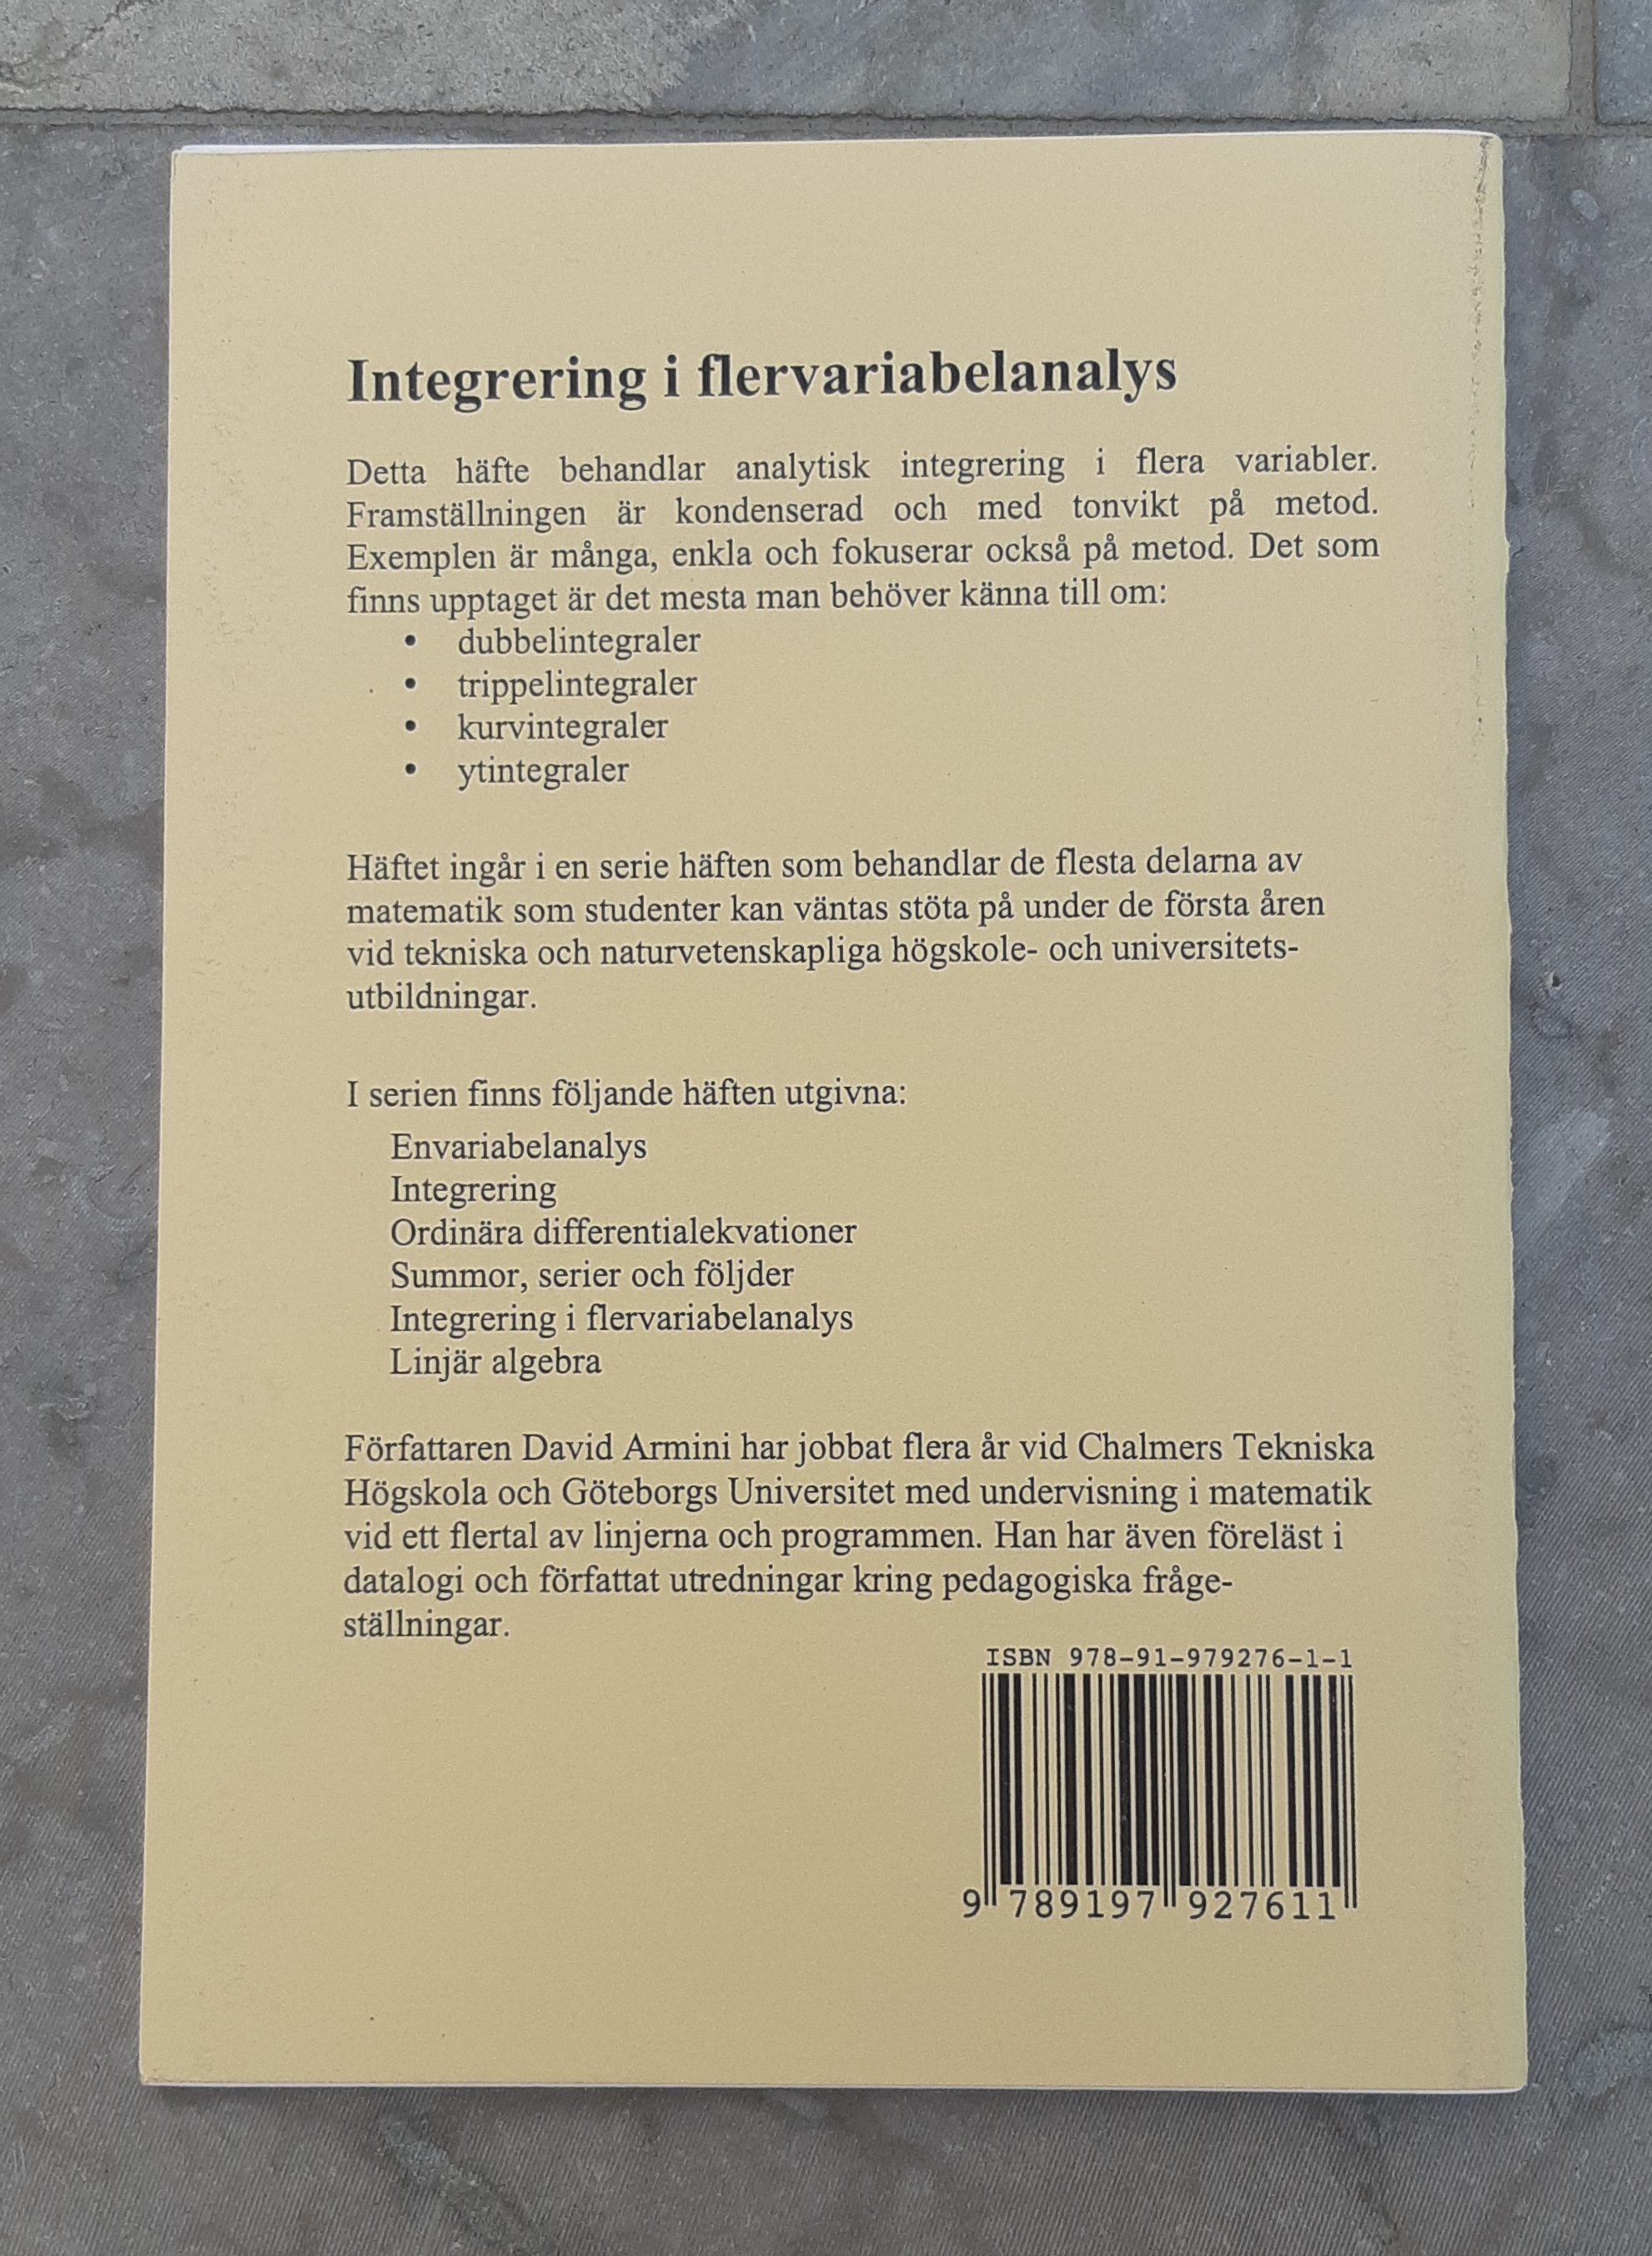 Integrering i flervariabelanalys
Detta häfte behandlar analytisk integrering i flera variabler.
Framställningen är kondenserad och med tonvikt på metod.
Exemplen är många, enkla och fokuserar också på metod. Det som
finns upptaget är det mesta man behöver känna till om:
• dubbelintegraler
• trippelintegraler
• kurvintegraler
• ytintegraler
Häftet ingår i en serie häften som behandlar de flesta delarna av
matematik som studenter kan väntas stöta på under de första åren
vid tekniska och naturvetenskapliga högskole- och universitets-
utbildningar.
I serien finns följande häften utgivna:
Envariabelanalys
Integrering
Ordinära differentialekvationer
Summor, serier och följder
Integrering i flervariabelanalys
Linjär algebra
Författaren David Armini har jobbat flera år vid Chalmers Tekniska
Högskola och Göteborgs Universitet med undervisning i matematik
vid ett flertal av linjerna och programmen. Han har även föreläst i
datalogi och författat utredningar kring pedagogiska fråge-
ställningar.
ISBN 978-91-979276-1-1
9 789197 927611